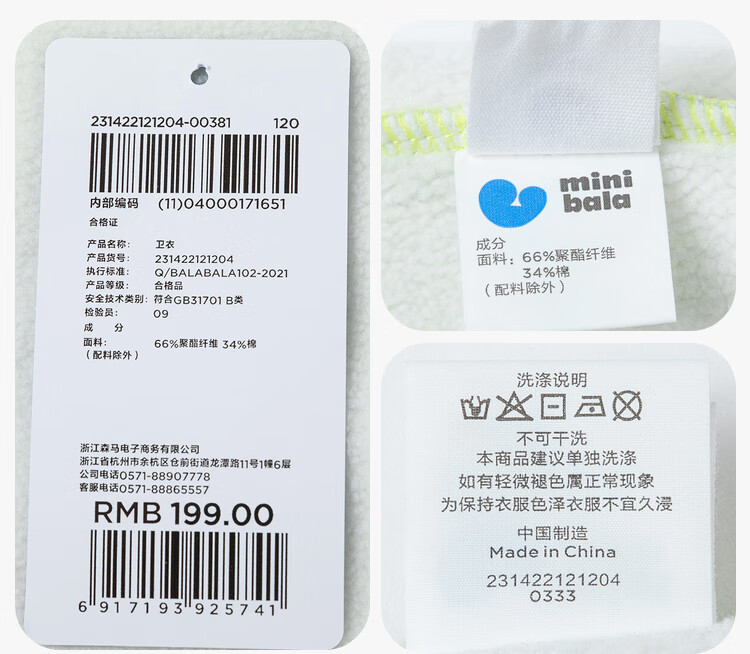 231422121204-00381 120
内部编码 (11)04000171651
合格证
产品名称: 卫衣
产品货号: 231422121204
执行标准: Q/BALABALA102-2021
产品等级: 合格品
安全技术类别: 符合GB31701 B类
检验员: 09
成 分
面料: 66%聚酯纤维 34%棉
(配料除外)
浙江森马电子商务有限公司
浙江省杭州市余杭区仓前街道龙潭路11号1幢6层
公司电话0571-88907778
客服电话0571-88865557
RMB 199.00
6 917193 925741
mini
bala
成分
面料: 66%聚酯纤维
34%棉
(配料除外)
洗涤说明
不可干洗
本商品建议单独洗涤
如有轻微褪色属正常现象
为保持衣服色泽衣服不宜久浸
中国制造
Made in China
231422121204
0333